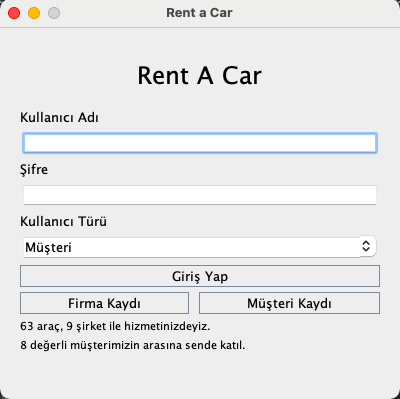 Rent a Car
Rent A Car
Kullanıcı Adı
Şifre
Kullanıcı Türü
Müşteri
Giriş Yap
Firma Kaydı
Müşteri Kaydı
63 araç, 9 şirket ile hizmetinizdeyiz.
8 değerli müşterimizin arasına sende katıl.